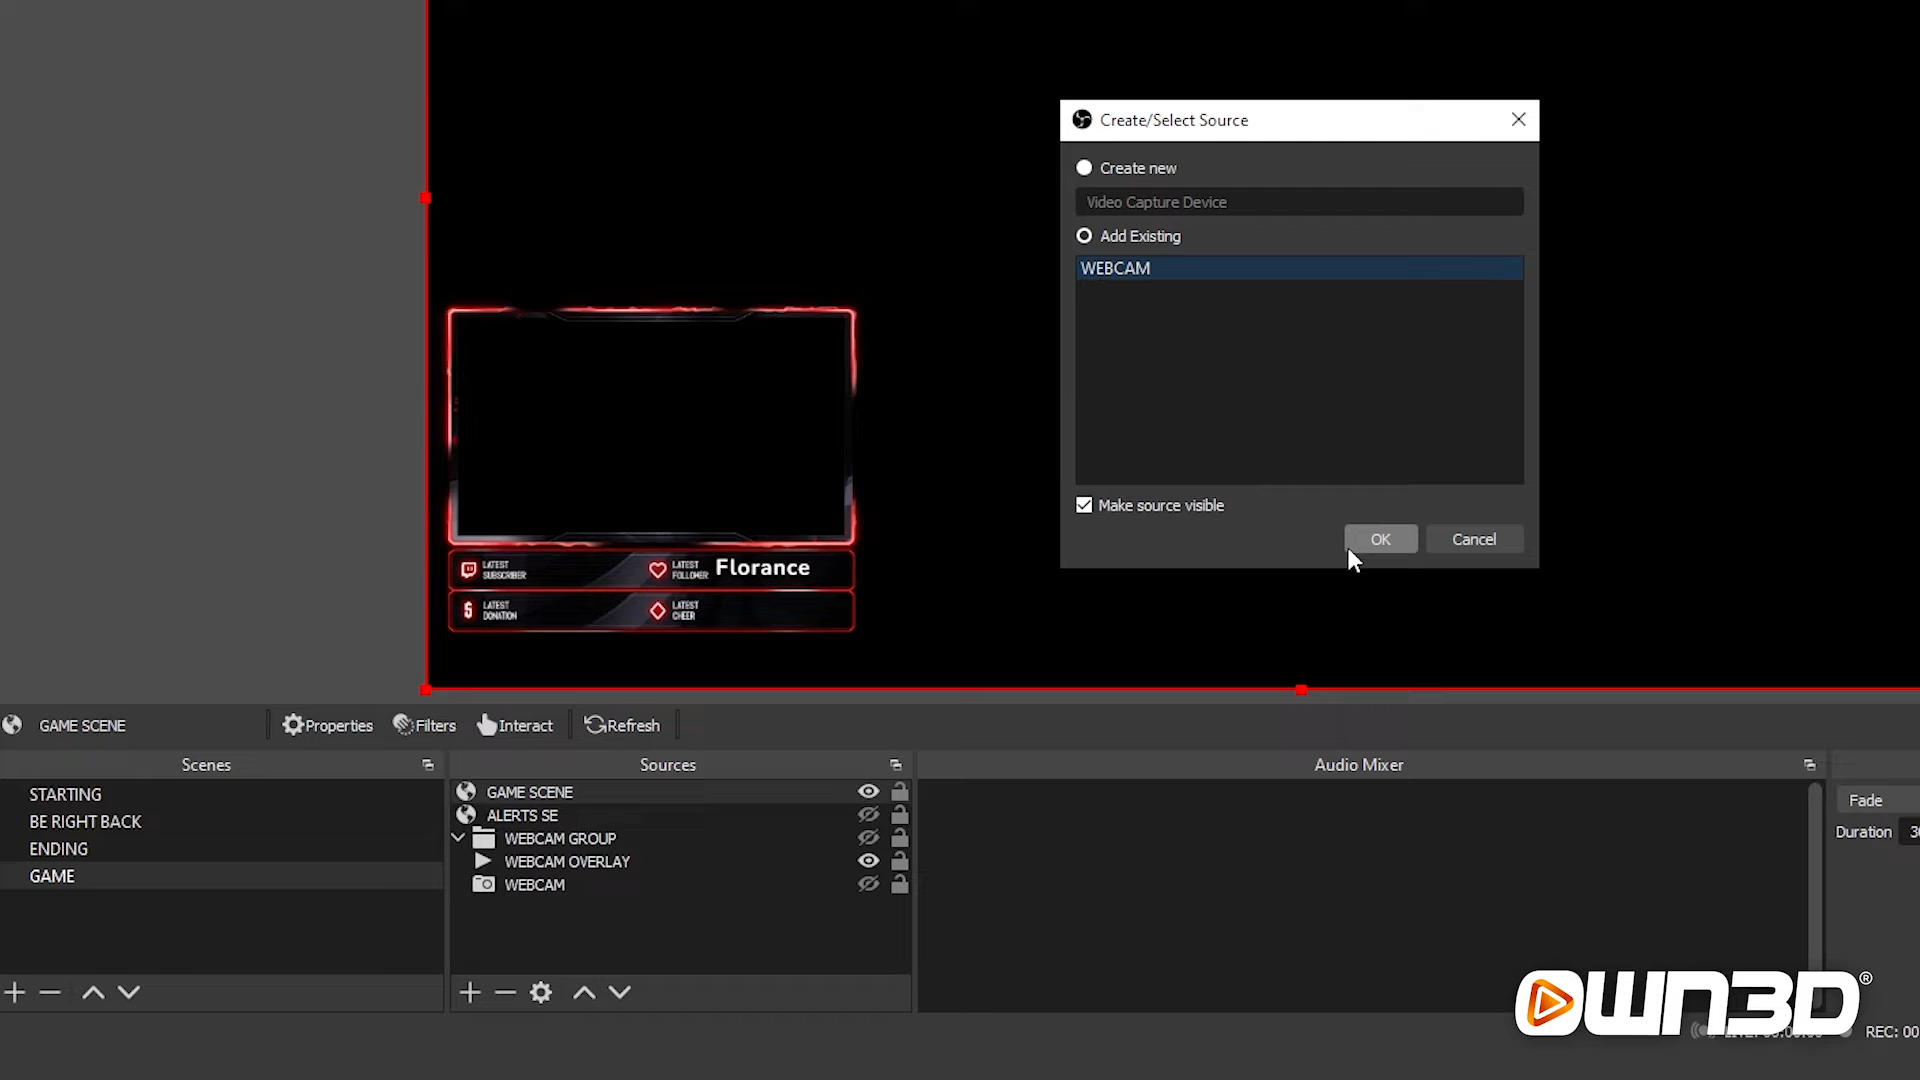 Create/Select Source
Create new
Video Capture Device
Add Existing
WEBCAM
Make source visible
OK
Cancel
LATEST
SUBSCRIBER
LATEST
FOLLOWER
Florance
LATEST
DONATION
LATEST
CHEER
GAME SCENE
Properties
Filters
Interact
Refresh
Scenes
STARTING
BE RIGHT BACK
ENDING
GAME
Sources
GAME SCENE
ALERTS SE
WEBCAM GROUP
WEBCAM OVERLAY
WEBCAM
Audio Mixer
Fade
Duration
OWN3D®
REC: 00